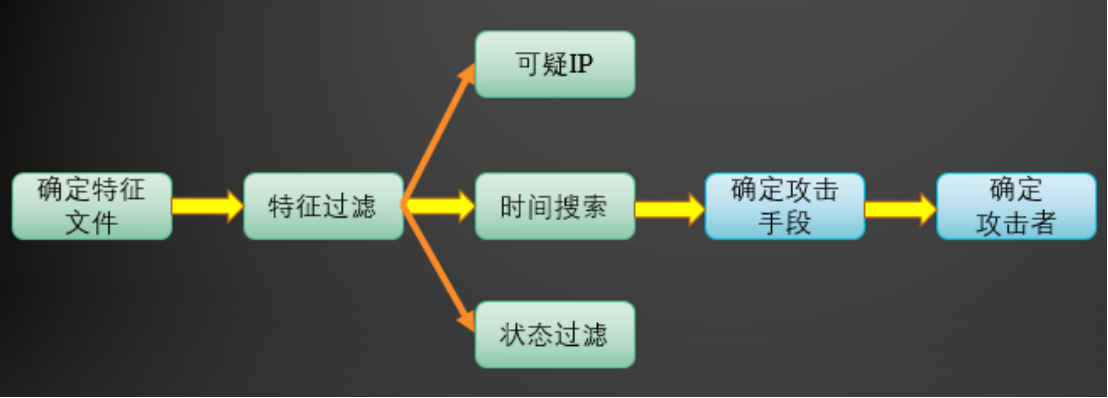 可疑IP
确定特征
文件
特征过滤
时间搜索
确定攻击
手段
确定
攻击者
状态过滤